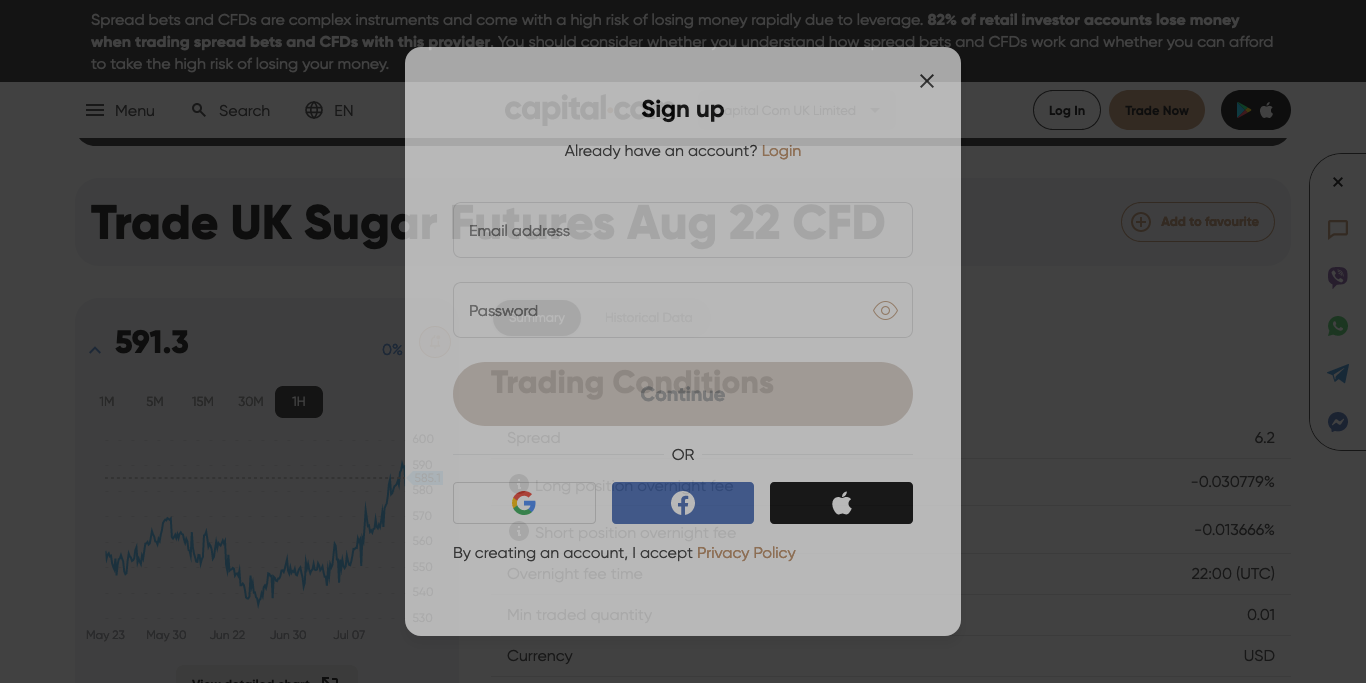 Spread bets and CFDs are complex instruments and come with a high risk of losing money rapidly due to leverage. 82% of retail investor accounts lose money
when trading spread bets and CFDs with this provider. You should consider whether you understand how spread bets and CFDs work and whether you can afford
to take the high risk of losing your money.
Menu
Search
EN
capital.co
apital Com UK Limited
Log In
Trade Now
Sign up
Already have an account? Login
Trade UK Sugar Futures Aug 22 CFD
Add to favourite
Email address
Password
Summary
Historical Data
591.3
0%
1M
5M
15M
30M
1H
Trading Conditions
Continue
600
590
580
570
560
550
540
530
May 23
May 30
Jun 22
Jun 30
Jul 07
View detailed chart
Spread
6.2
OR
Long position overnight fee
-0.030779%
Short position overnight fee
-0.013666%
By creating an account, I accept Privacy Policy
Overnight fee time
22:00 (UTC)
Min traded quantity
0.01
Currency
USD